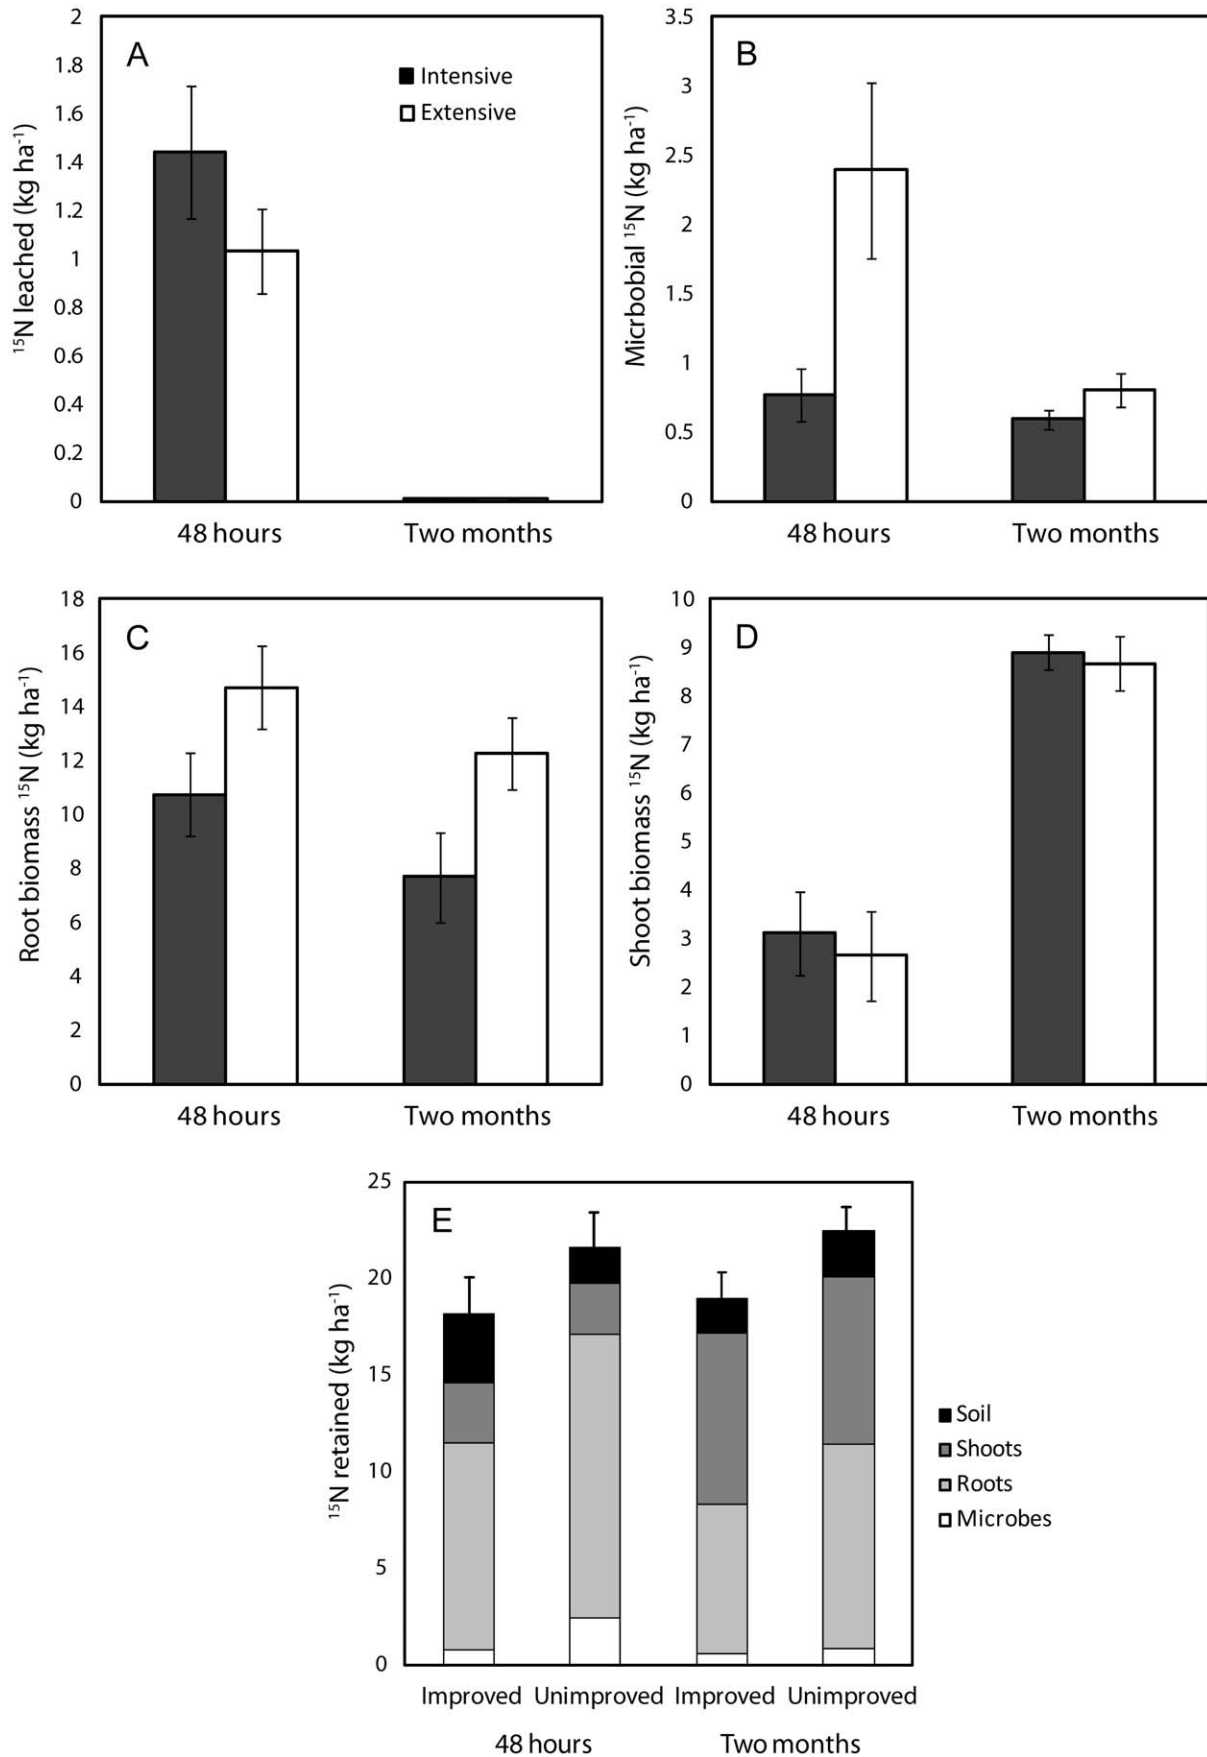 A
■ Intensive
□ Extensive
¹⁵N leached (kg ha⁻¹)
2
1.8
1.6
1.4
1.2
1
0.8
0.6
0.4
0.2
0
48 hours
Two months
B
Micrbobial ¹⁵N (kg ha⁻¹)
3.5
3
2.5
2
1.5
1
0.5
0
48 hours
Two months
C
Root biomass ¹⁵N (kg ha⁻¹)
18
16
14
12
10
8
6
4
2
0
48 hours
Two months
D
Shoot biomass ¹⁵N (kg ha⁻¹)
10
9
8
7
6
5
4
3
2
1
0
48 hours
Two months
E
¹⁵N retained (kg ha⁻¹)
25
20
15
10
5
0
■ Soil
■ Shoots
■ Roots
□ Microbes
Improved Unimproved Improved Unimproved
48 hours Two months